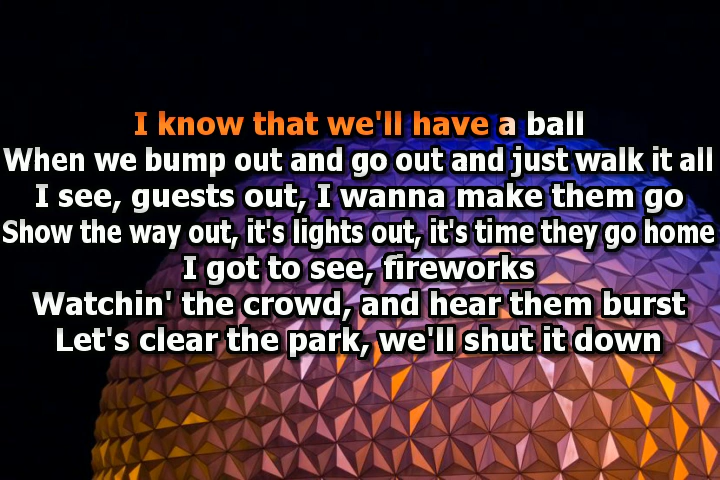 I know that we'll have a ball
When we bump out and go out and just walk it all
I see, guests out, I wanna make them go
Show the way out, it's lights out, it's time they go home
I got to see, fireworks
Watchin' the crowd, and hear them burst
Let's clear the park, we'll shut it down